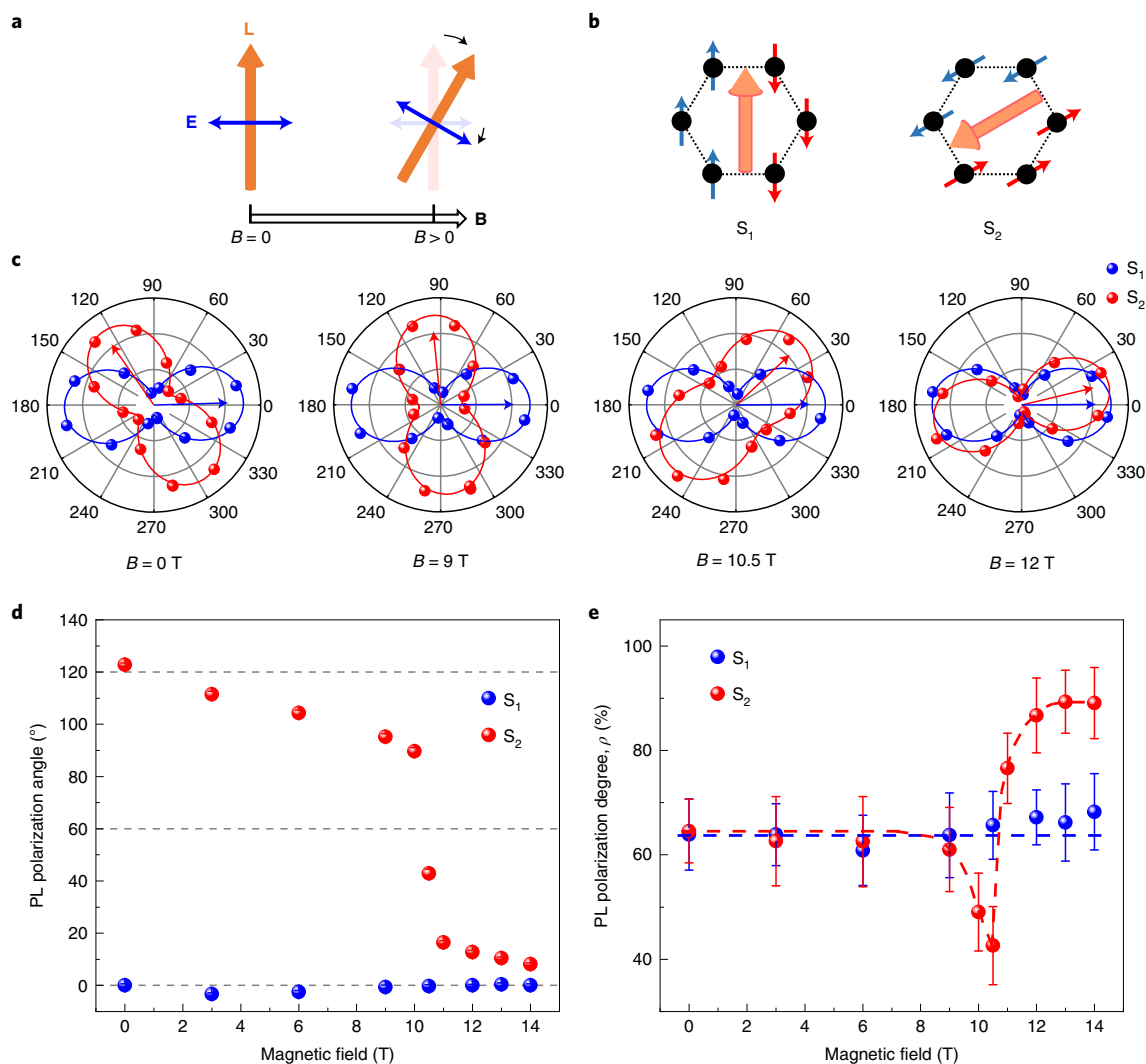 a
L
E
B
B = 0
B > 0
b
S₁
S₂
c
S₁
S₂
90
120 60
150 30
180 0
210 330
240 300
270
B = 0 T
90
120 60
150 30
180 0
210 330
240 300
270
B = 9 T
90
120 60
150 30
180 0
210 330
240 300
270
B = 10.5 T
90
120 60
150 30
180 0
210 330
240 300
270
B = 12 T
d
PL polarization angle (°)
140
120
100
80
60
40
20
0
S₁
S₂
0 2 4 6 8 10 12 14
Magnetic field (T)
e
PL polarization degree, ρ (%)
100
80
60
40
S₁
S₂
0 2 4 6 8 10 12 14
Magnetic field (T)